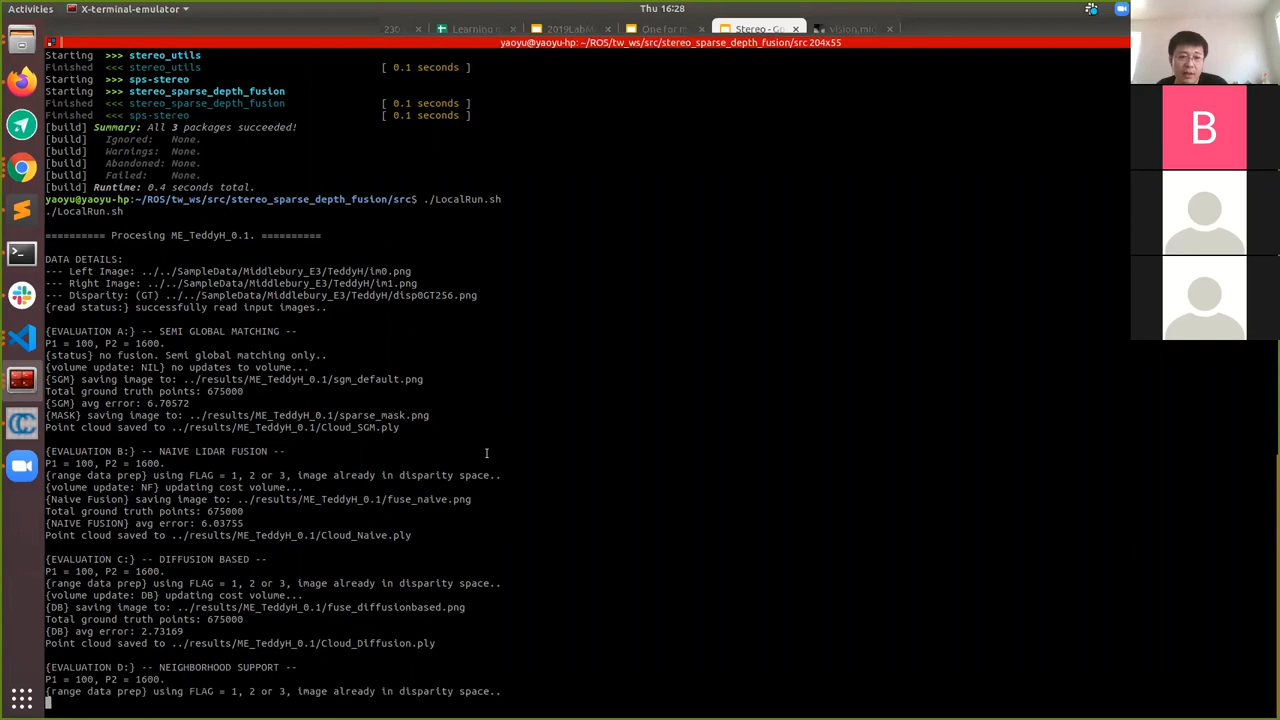 Activities
X-terminal-emulator
Thu 16:28
230
Learning
2019LabM
One for
Stereo - Go
vision.mid
yaoyu@yaoyu-hp: ~/ROS/tw_ws/src/stereo_sparse_depth_fusion/src 204x55
Starting >>> stereo_utils
Finished <<< stereo_utils [ 0.1 seconds ]
Starting >>> sps-stereo
Starting >>> stereo_sparse_depth_fusion
Finished <<< stereo_sparse_depth_fusion [ 0.1 seconds ]
Finished <<< sps-stereo [ 0.1 seconds ]
[build] Summary: All 3 packages succeeded!
[build] Ignored: None.
[build] Warnings: None.
[build] Abandoned: None.
[build] Failed: None.
[build] Runtime: 0.4 seconds total.
yaoyu@yaoyu-hp:~/ROS/tw_ws/src/stereo_sparse_depth_fusion/src$ ./LocalRun.sh
./LocalRun.sh
========== Procesing ME_TeddyH_0.1. ==========
DATA DETAILS:
--- Left Image: ../../SampleData/Middlebury_E3/TeddyH/im0.png
--- Right Image: ../../SampleData/Middlebury_E3/TeddyH/im1.png
--- Disparity: (GT) ../../SampleData/Middlebury_E3/TeddyH/disp0GT256.png
{read status:} successfully read input images..
{EVALUATION A:} -- SEMI GLOBAL MATCHING --
P1 = 100, P2 = 1600.
{status} no fusion. Semi global matching only..
{volume update: NIL} no updates to volume...
{SGM} saving image to: ../results/ME_TeddyH_0.1/sgm_default.png
Total ground truth points: 675000
{SGM} avg error: 6.70572
{MASK} saving image to: ../results/ME_TeddyH_0.1/sparse_mask.png
Point cloud saved to ../results/ME_TeddyH_0.1/Cloud_SGM.ply
{EVALUATION B:} -- NAIVE LIDAR FUSION --
P1 = 100, P2 = 1600.
{range data prep} using FLAG = 1, 2 or 3, image already in disparity space..
{volume update: NF} updating cost volume...
{Naive Fusion} saving image to: ../results/ME_TeddyH_0.1/fuse_naive.png
Total ground truth points: 675000
{NAIVE FUSION} avg error: 6.03755
Point cloud saved to ../results/ME_TeddyH_0.1/Cloud_Naive.ply
{EVALUATION C:} -- DIFFUSION BASED --
P1 = 100, P2 = 1600.
{range data prep} using FLAG = 1, 2 or 3, image already in disparity space..
{volume update: DB} updating cost volume...
{DB} saving image to: ../results/ME_TeddyH_0.1/fuse_diffusionbased.png
Total ground truth points: 675000
{DB} avg error: 2.73169
Point cloud saved to ../results/ME_TeddyH_0.1/Cloud_Diffusion.ply
{EVALUATION D:} -- NEIGHBORHOOD SUPPORT --
P1 = 100, P2 = 1600.
{range data prep} using FLAG = 1, 2 or 3, image already in disparity space..
B